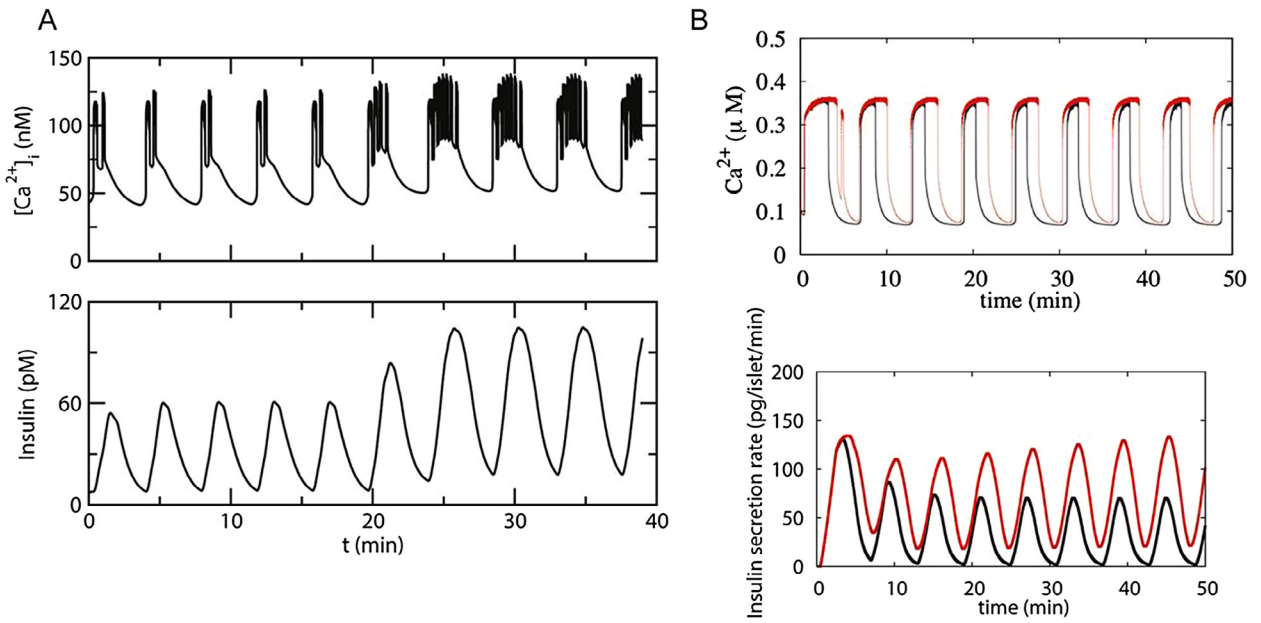 A
150
100
50
0
[Ca2+]i (nM)
120
60
0
Insulin (pM)
0 10 20 30 40
t (min)
B
0.5
0.4
0.3
0.2
0.1
0
Ca2+ (μ M)
0 10 20 30 40 50
time (min)
200
150
100
50
0
Insulin secretion rate (pg/islet/min)
0 10 20 30 40 50
time (min)